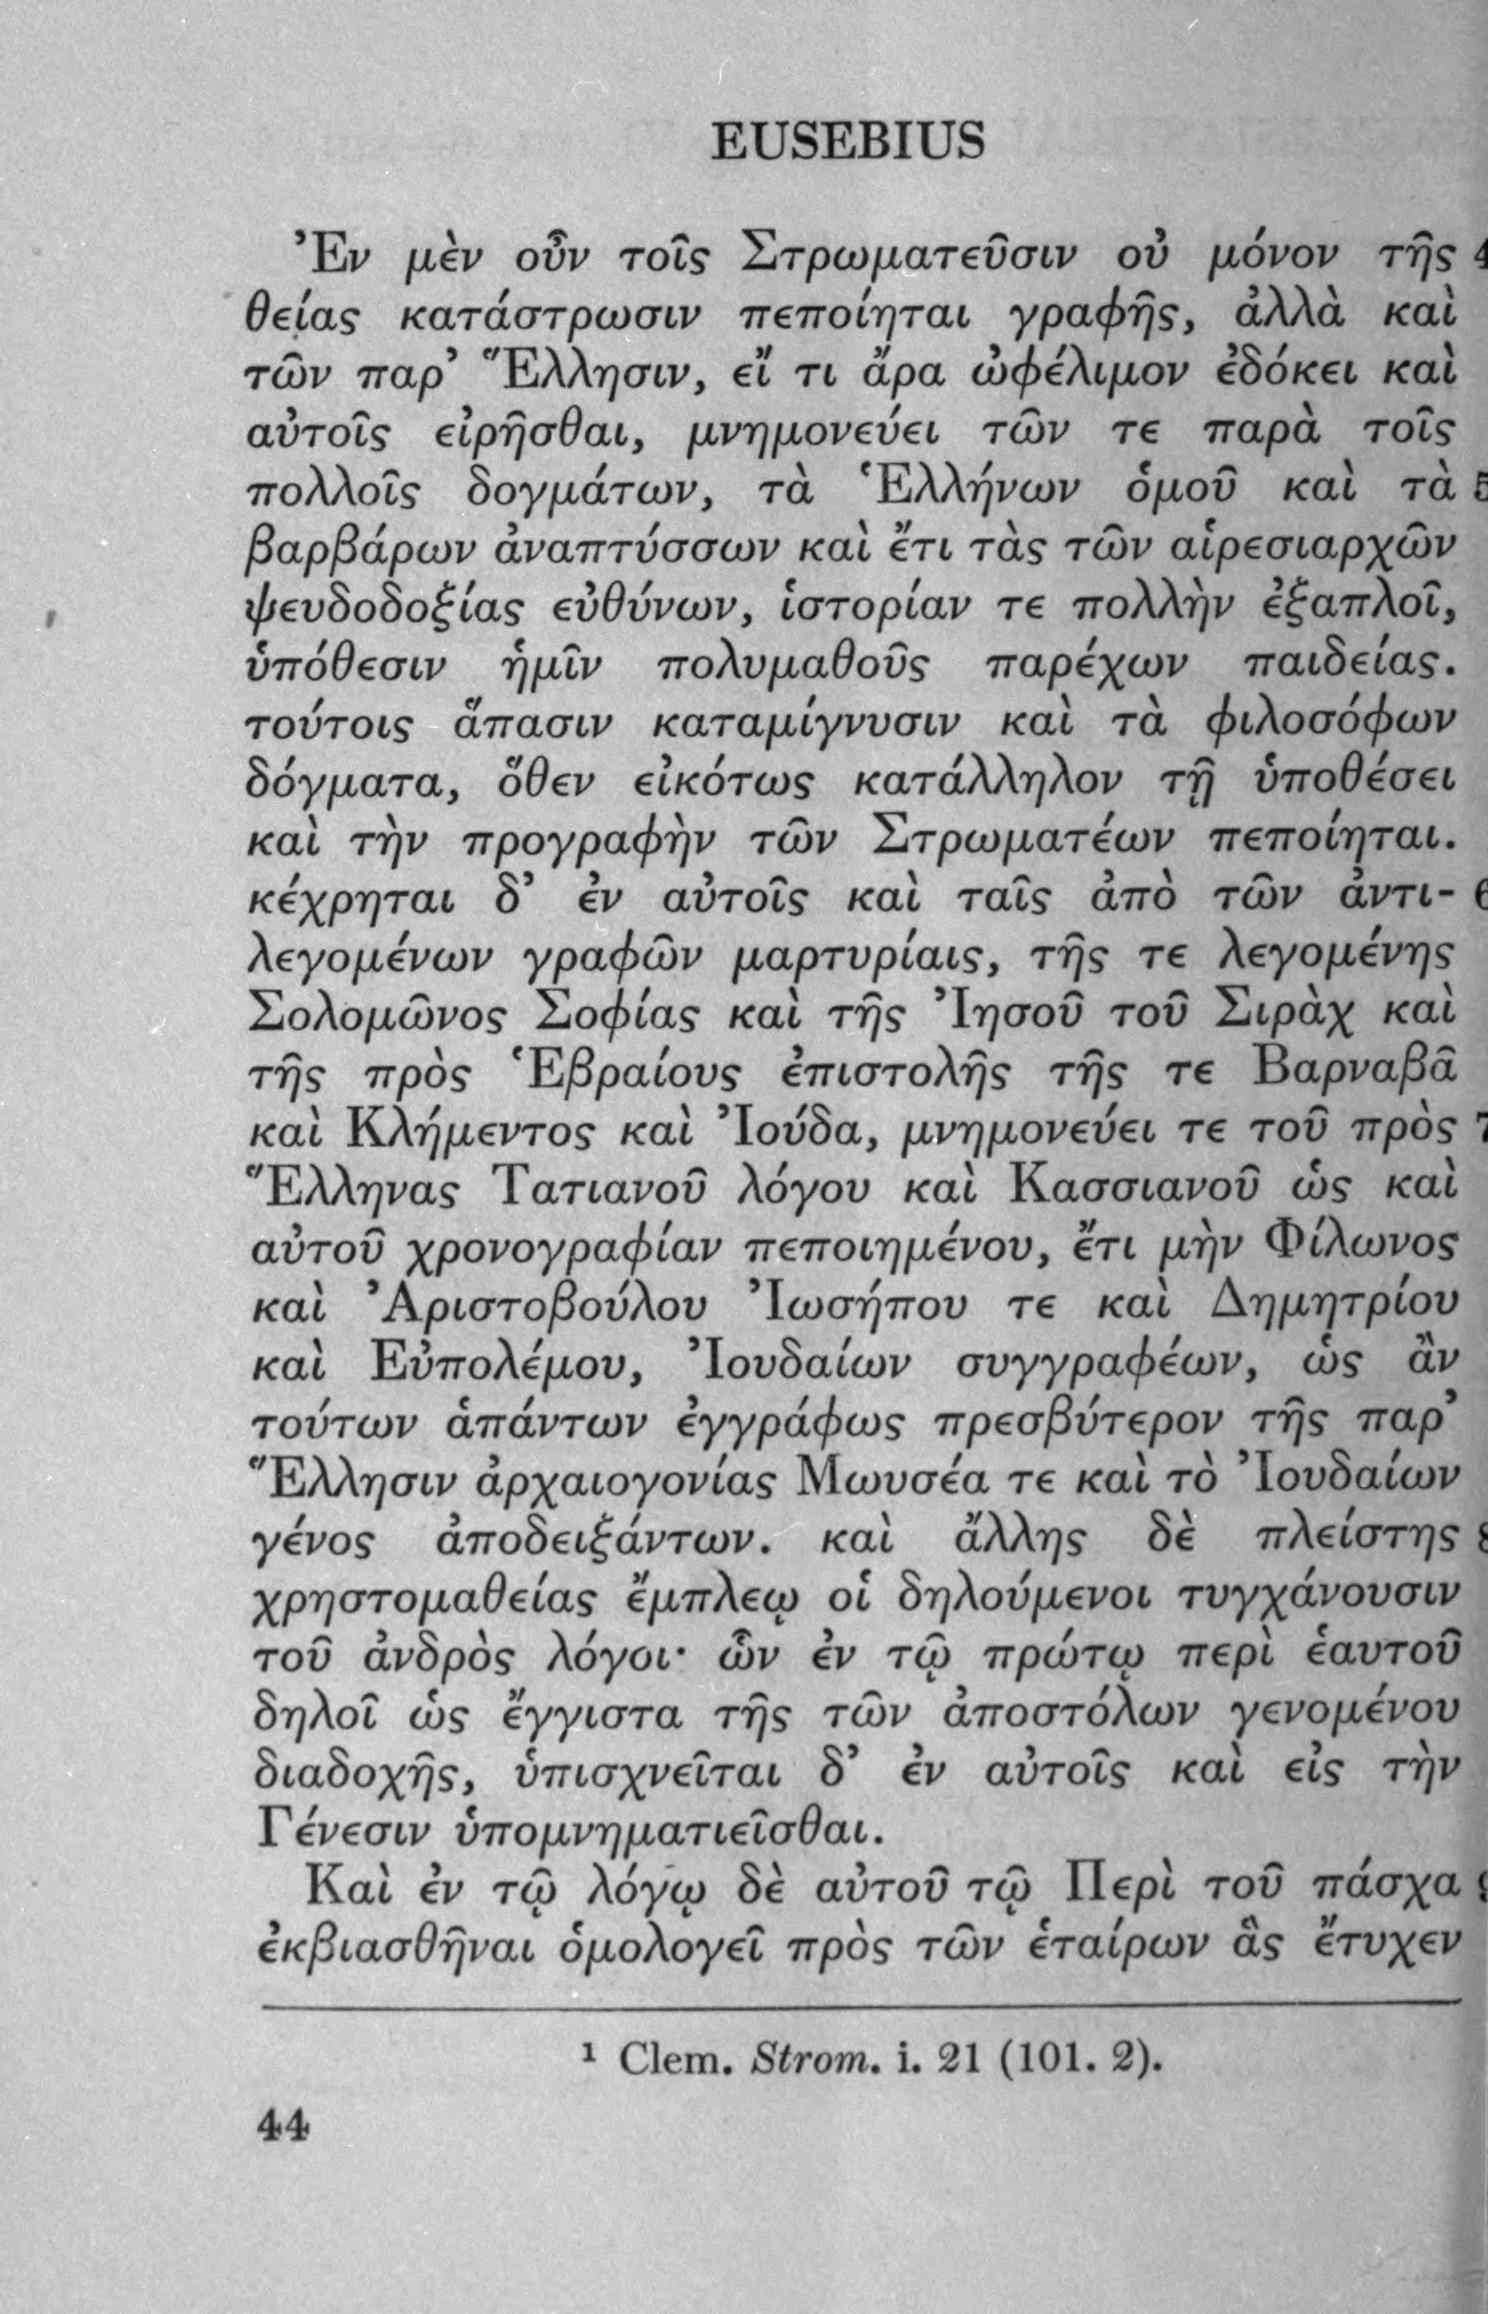 EUSEBIUS
Ἐν μὲν οὖν τοῖς Στρωματεῦσιν οὐ μόνον τῆς 4
θείας κατάστρωσιν πεποίηται γραφῆς, ἀλλὰ καὶ
τῶν παρ’ Ἕλλησιν, εἴ τι ἄρα ὠφέλιμον ἐδόκει καὶ
αὐτοῖς εἰρῆσθαι, μνημονεύει τῶν τε παρὰ τοῖς
πολλοῖς δογμάτων, τὰ Ἑλλήνων ὁμοῦ καὶ τὰ 5
βαρβάρων ἀναπτύσσων καὶ ἔτι τὰς τῶν αἱρεσιαρχῶν
ψευδοδοξίας εὐθύνων, ἱστορίαν τε πολλὴν ἐξαπλοῖ,
ὑπόθεσιν ἡμῖν πολυμαθοῦς παρέχων παιδείας.
τούτοις ἅπασιν καταμίγνυσιν καὶ τὰ φιλοσόφων
δόγματα, ὅθεν εἰκότως κατάλληλον τῇ ὑποθέσει
καὶ τὴν προγραφὴν τῶν Στρωματέων πεποίηται.
κέχρηται δ’ ἐν αὐτοῖς καὶ ταῖς ἀπὸ τῶν ἀντι- 6
λεγομένων γραφῶν μαρτυρίαις, τῆς τε λεγομένης
Σολομῶνος Σοφίας καὶ τῆς Ἰησοῦ τοῦ Σιρὰχ καὶ
τῆς πρὸς Ἑβραίους ἐπιστολῆς τῆς τε Βαρναβᾶ
καὶ Κλήμεντος καὶ Ἰούδα, μνημονεύει τε τοῦ πρὸς 7
Ἕλληνας Τατιανοῦ λόγου καὶ Κασσιανοῦ ὡς καὶ
αὐτοῦ χρονογραφίαν πεποιημένου, ἔτι μὴν Φίλωνος
καὶ Ἀριστοβούλου Ἰωσήπου τε καὶ Δημητρίου
καὶ Εὐπολέμου, Ἰουδαίων συγγραφέων, ὡς ἂν
τούτων ἁπάντων ἐγγράφως πρεσβύτερον τῆς παρ’
Ἕλλησιν ἀρχαιογονίας Μωυσέα τε καὶ τὸ Ἰουδαίων
γένος ἀποδειξάντων. καὶ ἄλλης δὲ πλείστης 8
χρηστομαθείας ἔμπλεῳ οἱ δηλούμενοι τυγχάνουσιν
τοῦ ἀνδρὸς λόγοι· ὧν ἐν τῷ πρώτῳ περὶ ἑαυτοῦ
δηλοῖ ὡς ἔγγιστα τῆς τῶν ἀποστόλων γενομένου
διαδοχῆς, ὑπισχνεῖται δ’ ἐν αὐτοῖς καὶ εἰς τὴν
Γένεσιν ὑπομνηματιεῖσθαι.
Καὶ ἐν τῷ λόγῳ δὲ αὐτοῦ τῷ Περὶ τοῦ πάσχα 9
ἐκβιασθῆναι ὁμολογεῖ πρὸς τῶν ἑταίρων ἃς ἔτυχεν
¹ Clem. Strom. i. 21 (101. 2).
44